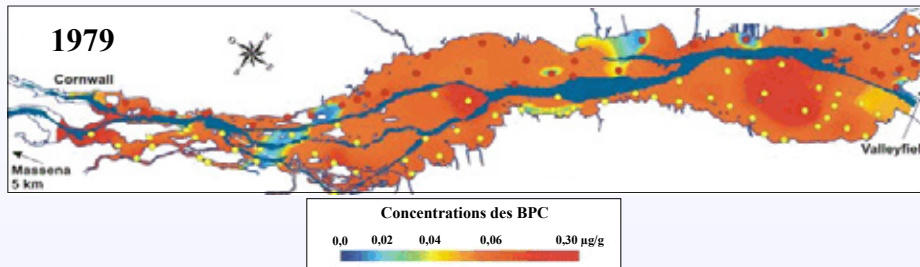 1979
Cornwall
Massena
5 km
Valleyfield
Concentrations des BPC
0,0 0,02 0,04 0,06 0,30 µg/g